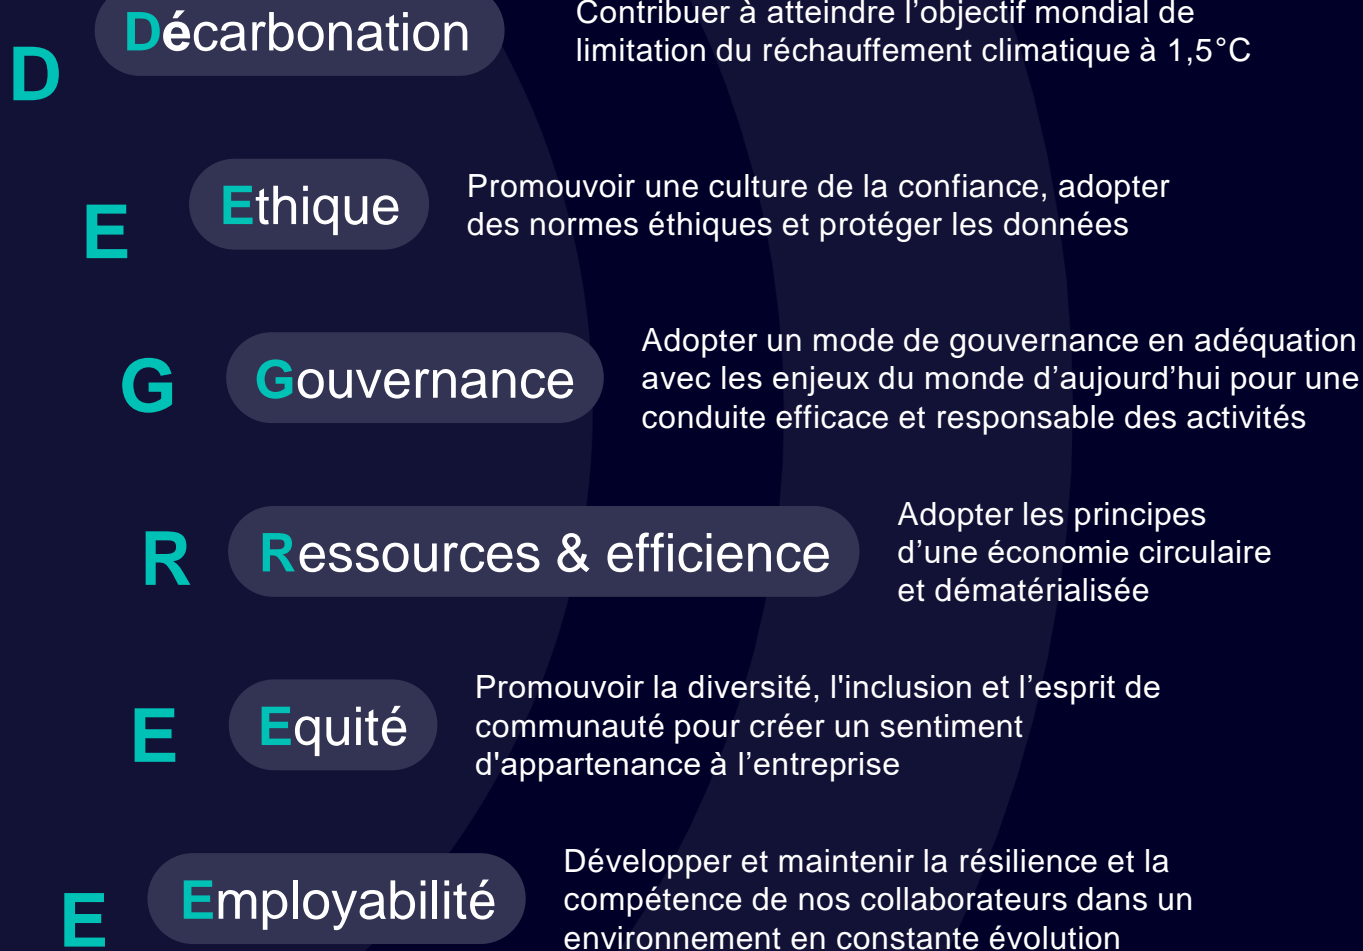 D
Décarbonation
Contribuer à atteindre l’objectif mondial de
limitation du réchauffement climatique à 1,5°C
E
Ethique
Promouvoir une culture de la confiance, adopter
des normes éthiques et protéger les données
G
Gouvernance
Adopter un mode de gouvernance en adéquation
avec les enjeux du monde d’aujourd’hui pour une
conduite efficace et responsable des activités
R
Ressources & efficience
Adopter les principes
d’une économie circulaire
et dématérialisée
E
Equité
Promouvoir la diversité, l'inclusion et l’esprit de
communauté pour créer un sentiment
d'appartenance à l’entreprise
E
Employabilité
Développer et maintenir la résilience et la
compétence de nos collaborateurs dans un
environnement en constante évolution